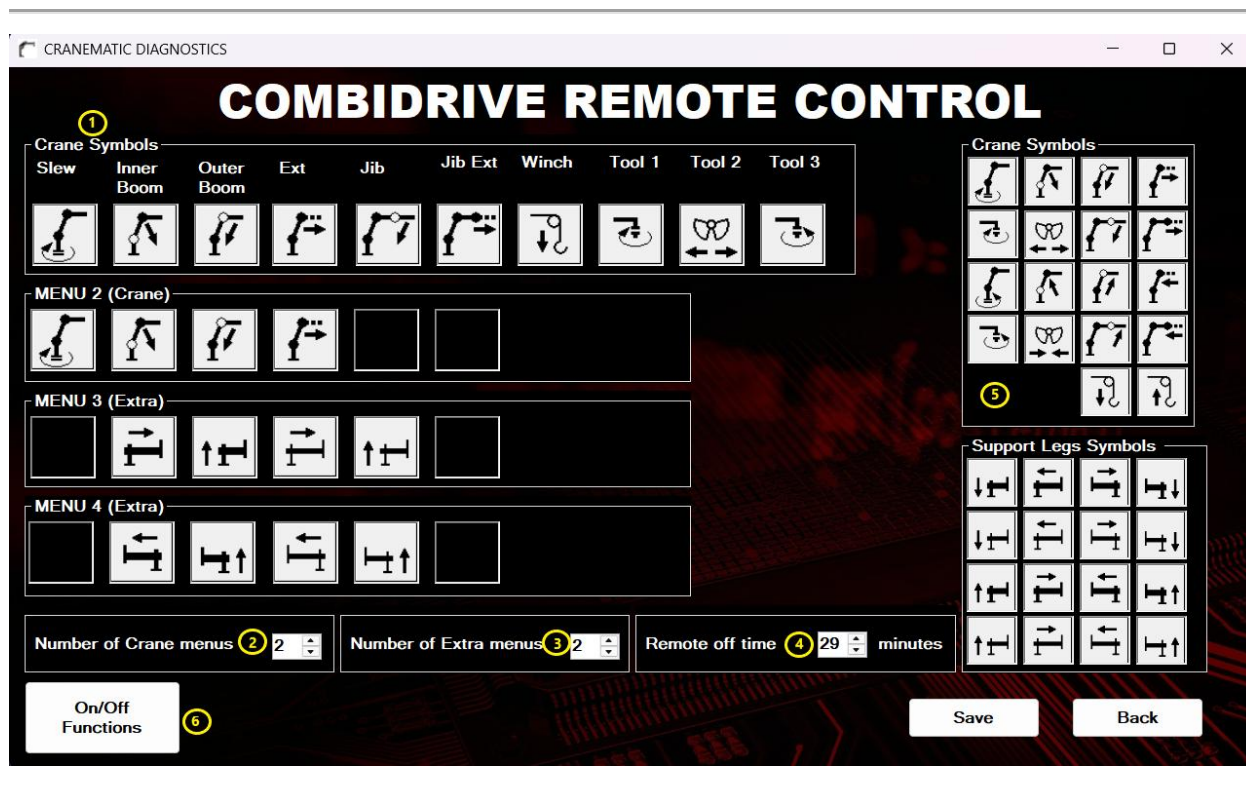 CRANEMATIC DIAGNOSTICS
COMBIDRIVE REMOTE CONTROL
1
Crane Symbols
Slew Inner Boom Outer Boom Ext Jib Jib Ext Winch Tool 1 Tool 2 Tool 3
MENU 2 (Crane)
MENU 3 (Extra)
MENU 4 (Extra)
Number of Crane menus 2 2
Number of Extra menus 3 2
Remote off time 4 29 minutes
Crane Symbols
5
Support Legs Symbols
On/Off
Functions
6
Save
Back